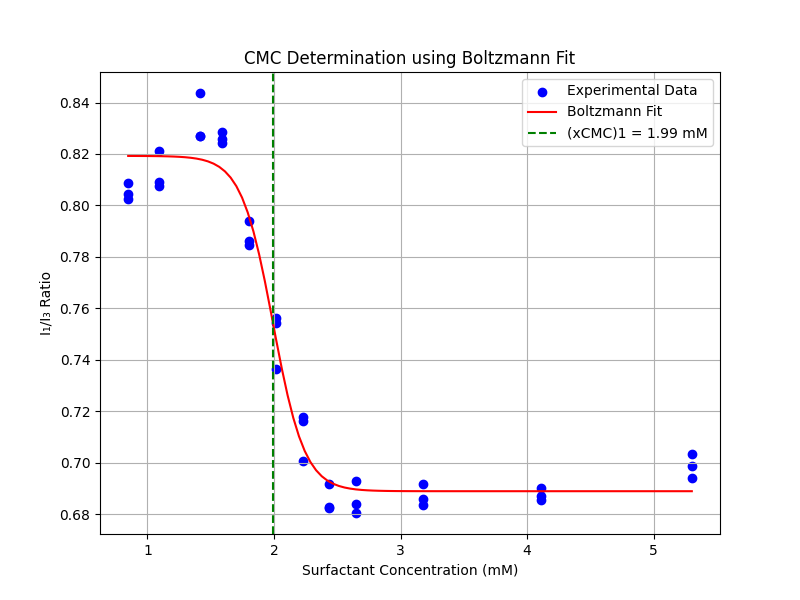 CMC Determination using Boltzmann Fit
Experimental Data
Boltzmann Fit
(xCMC)1 = 1.99 mM
I₁/I₃ Ratio
0.84
0.82
0.80
0.78
0.76
0.74
0.72
0.70
0.68
1 2 3 4 5
Surfactant Concentration (mM)